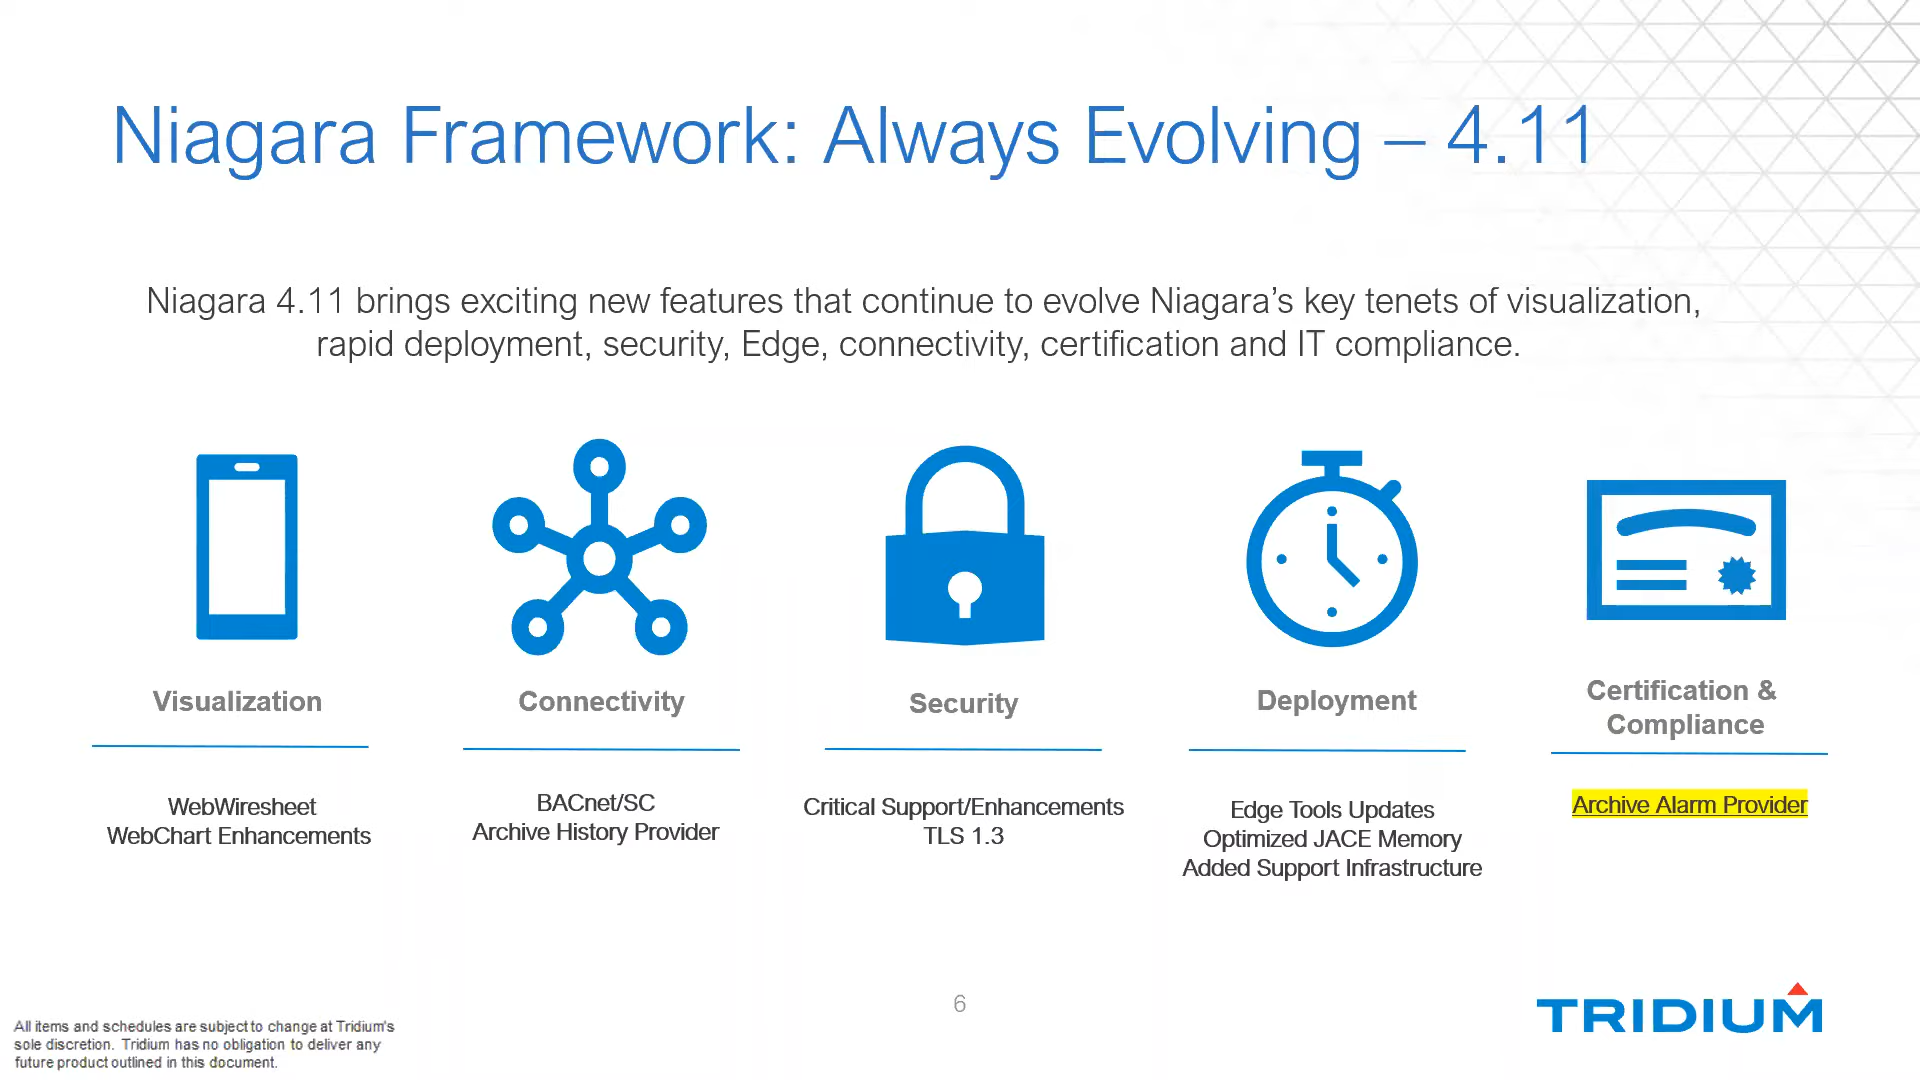 Niagara Framework: Always Evolving – 4.11
Niagara 4.11 brings exciting new features that continue to evolve Niagara’s key tenets of visualization,
rapid deployment, security, Edge, connectivity, certification and IT compliance.
Visualization
WebWiresheet
WebChart Enhancements
Connectivity
BACnet/SC
Archive History Provider
Security
Critical Support/Enhancements
TLS 1.3
Deployment
Edge Tools Updates
Optimized JACE Memory
Added Support Infrastructure
Certification &
Compliance
Archive Alarm Provider
All items and schedules are subject to change at Tridium's
sole discretion. Tridium has no obligation to deliver any
future product outlined in this document.
6
TRIDIUM